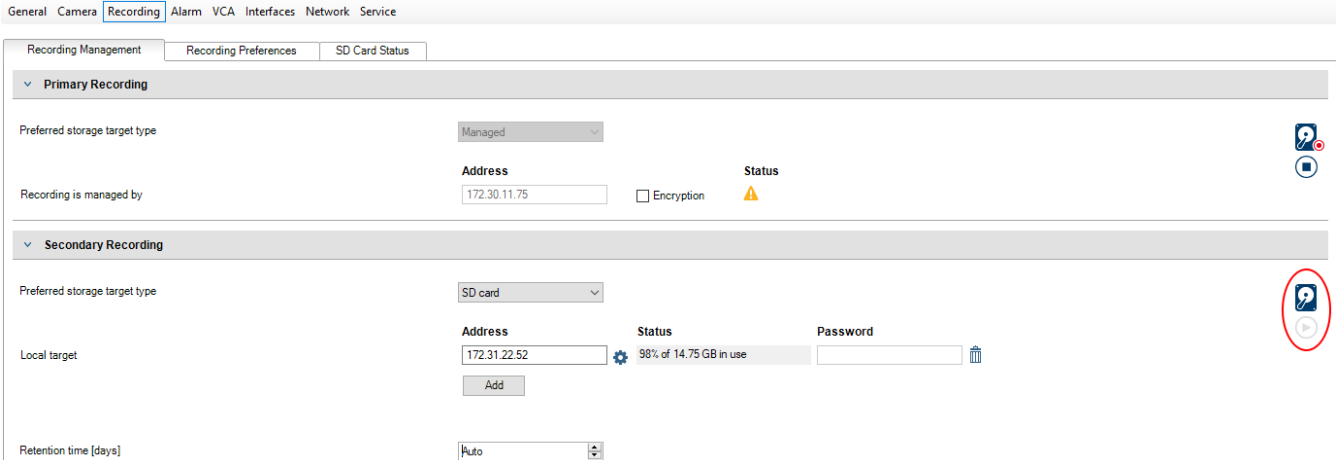 General Camera Recording Alarm VCA Interfaces Network Service
Recording Management Recording Preferences SD Card Status
Primary Recording
Preferred storage target type Managed
Address Status
Recording is managed by 172.30.11.75 Encryption
Secondary Recording
Preferred storage target type SD card
Address Status Password
Local target 172.31.22.52 98% of 14.75 GB in use
Add
Retention time [days] Auto